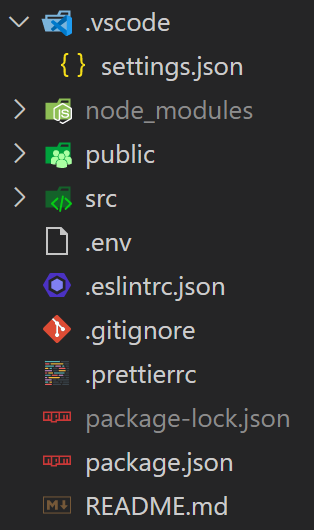 .vscode
{ } settings.json
node_modules
public
src
.env
.eslintrc.json
.gitignore
.prettierrc
package-lock.json
package.json
README.md